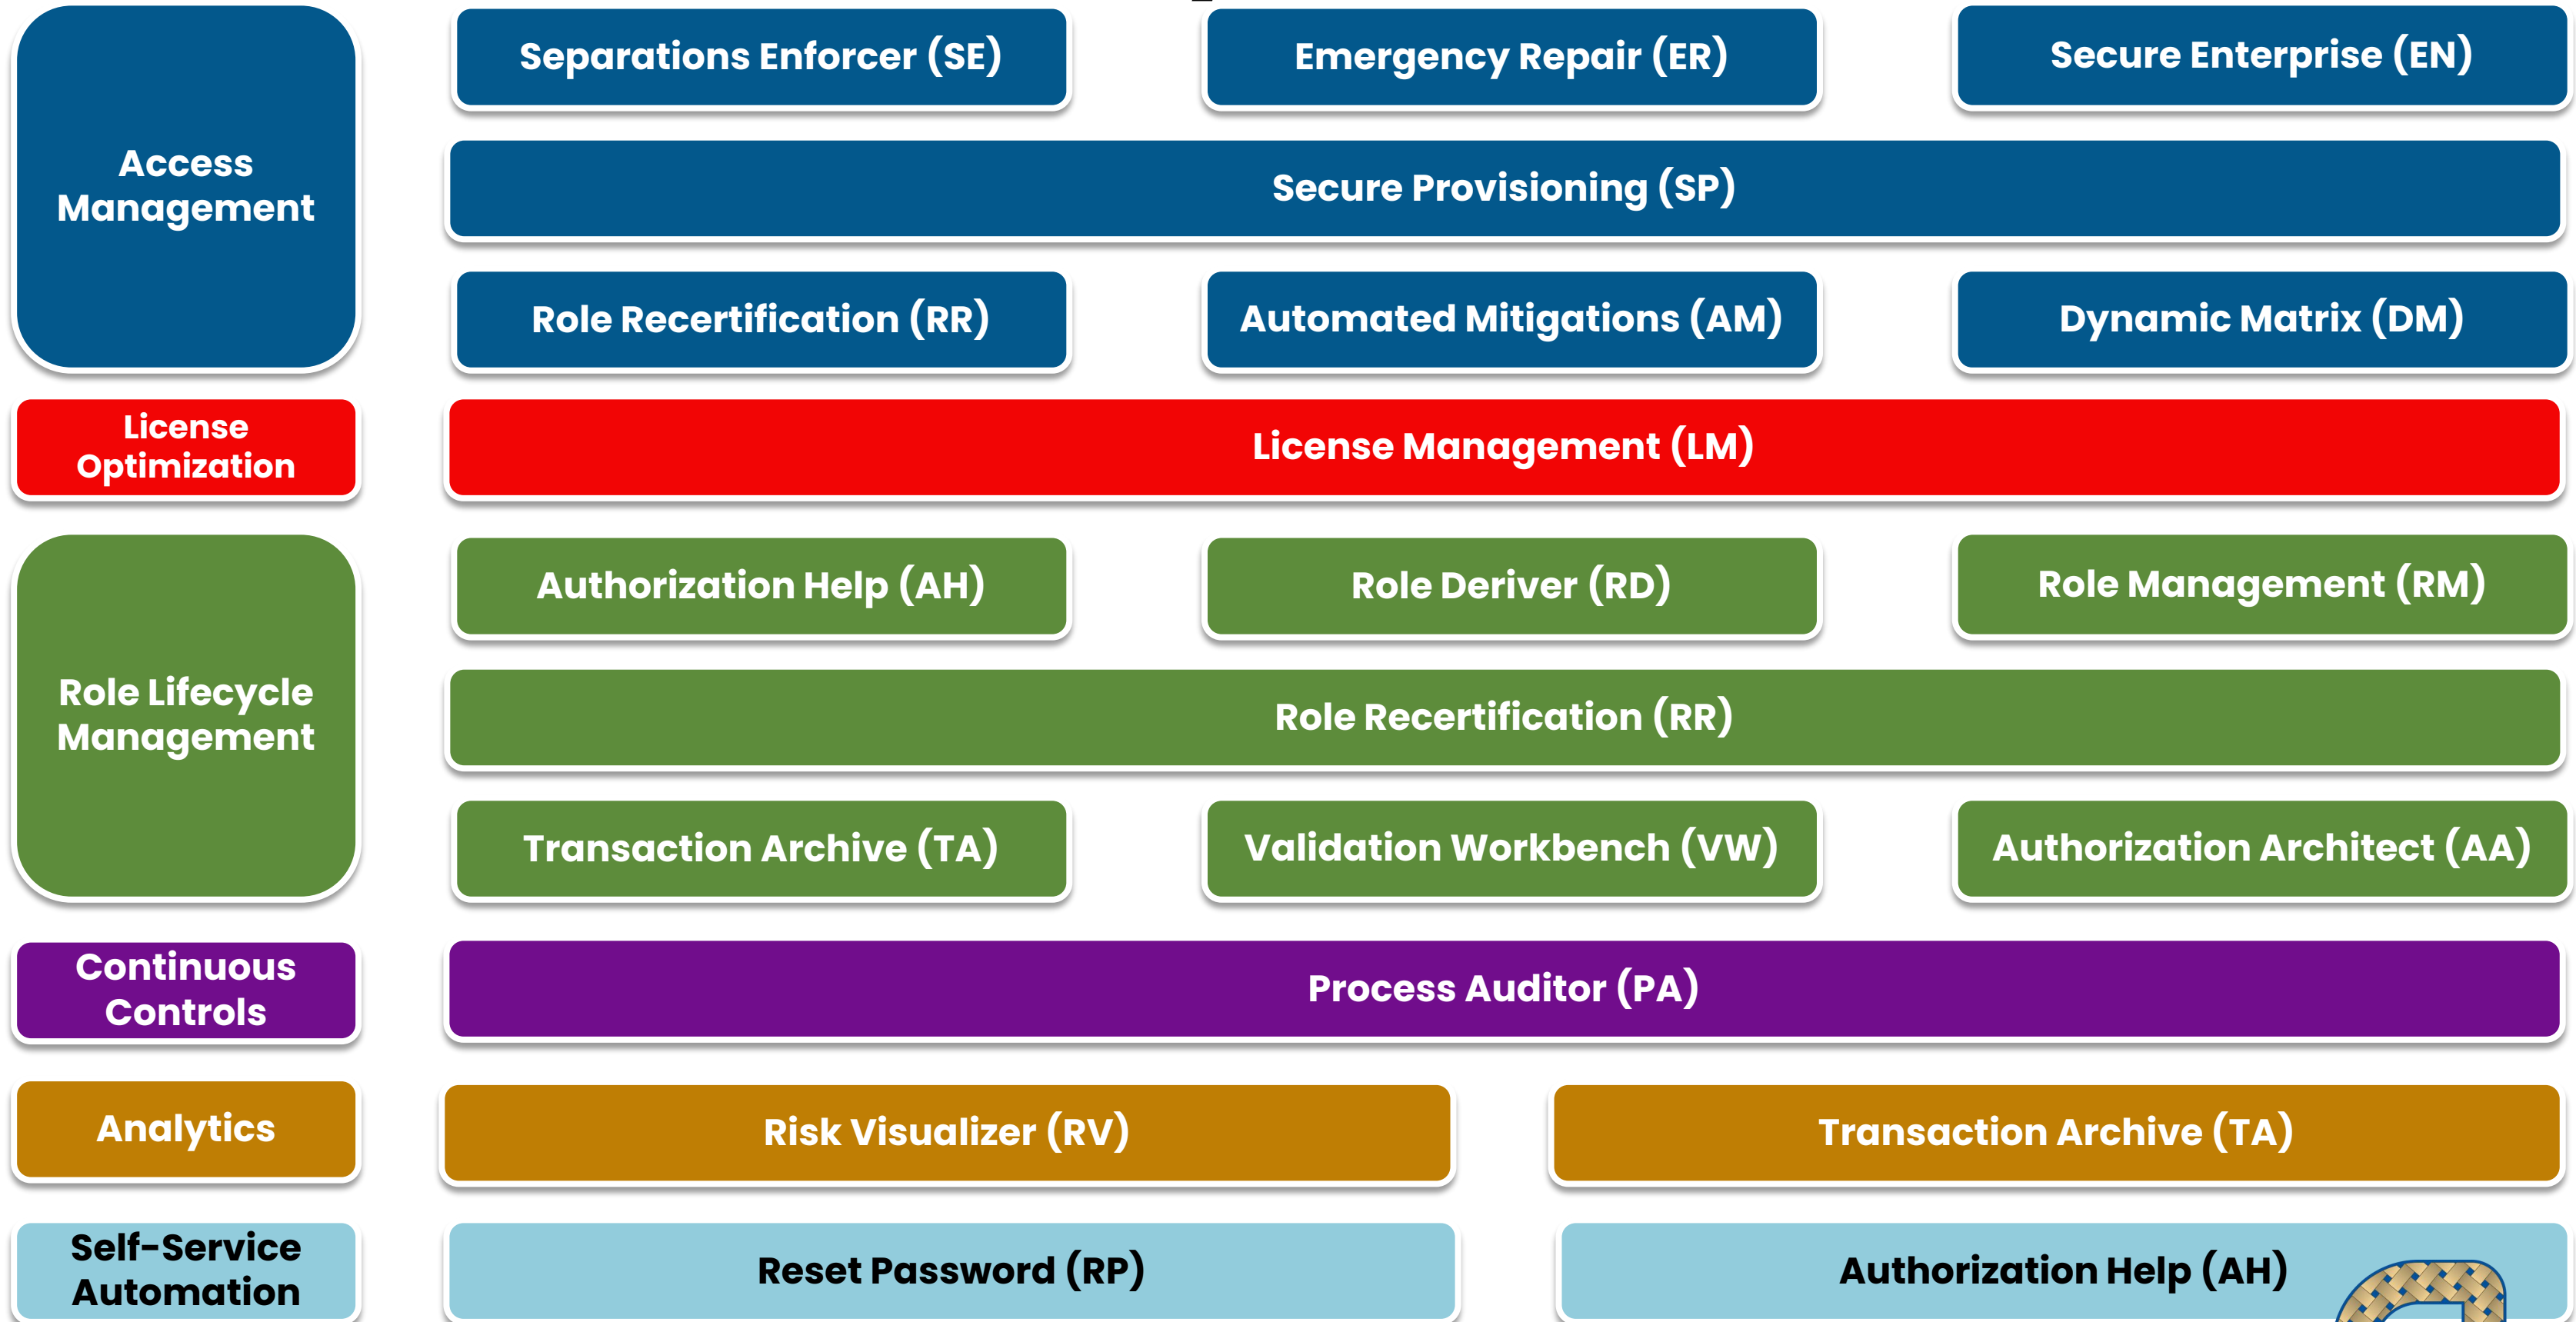 Access
Management
Separations Enforcer (SE)
Emergency Repair (ER)
Secure Enterprise (EN)
Secure Provisioning (SP)
Role Recertification (RR)
Automated Mitigations (AM)
Dynamic Matrix (DM)
License
Optimization
License Management (LM)
Role Lifecycle
Management
Authorization Help (AH)
Role Deriver (RD)
Role Management (RM)
Role Recertification (RR)
Transaction Archive (TA)
Validation Workbench (VW)
Authorization Architect (AA)
Continuous
Controls
Process Auditor (PA)
Analytics
Risk Visualizer (RV)
Transaction Archive (TA)
Self-Service
Automation
Reset Password (RP)
Authorization Help (AH)